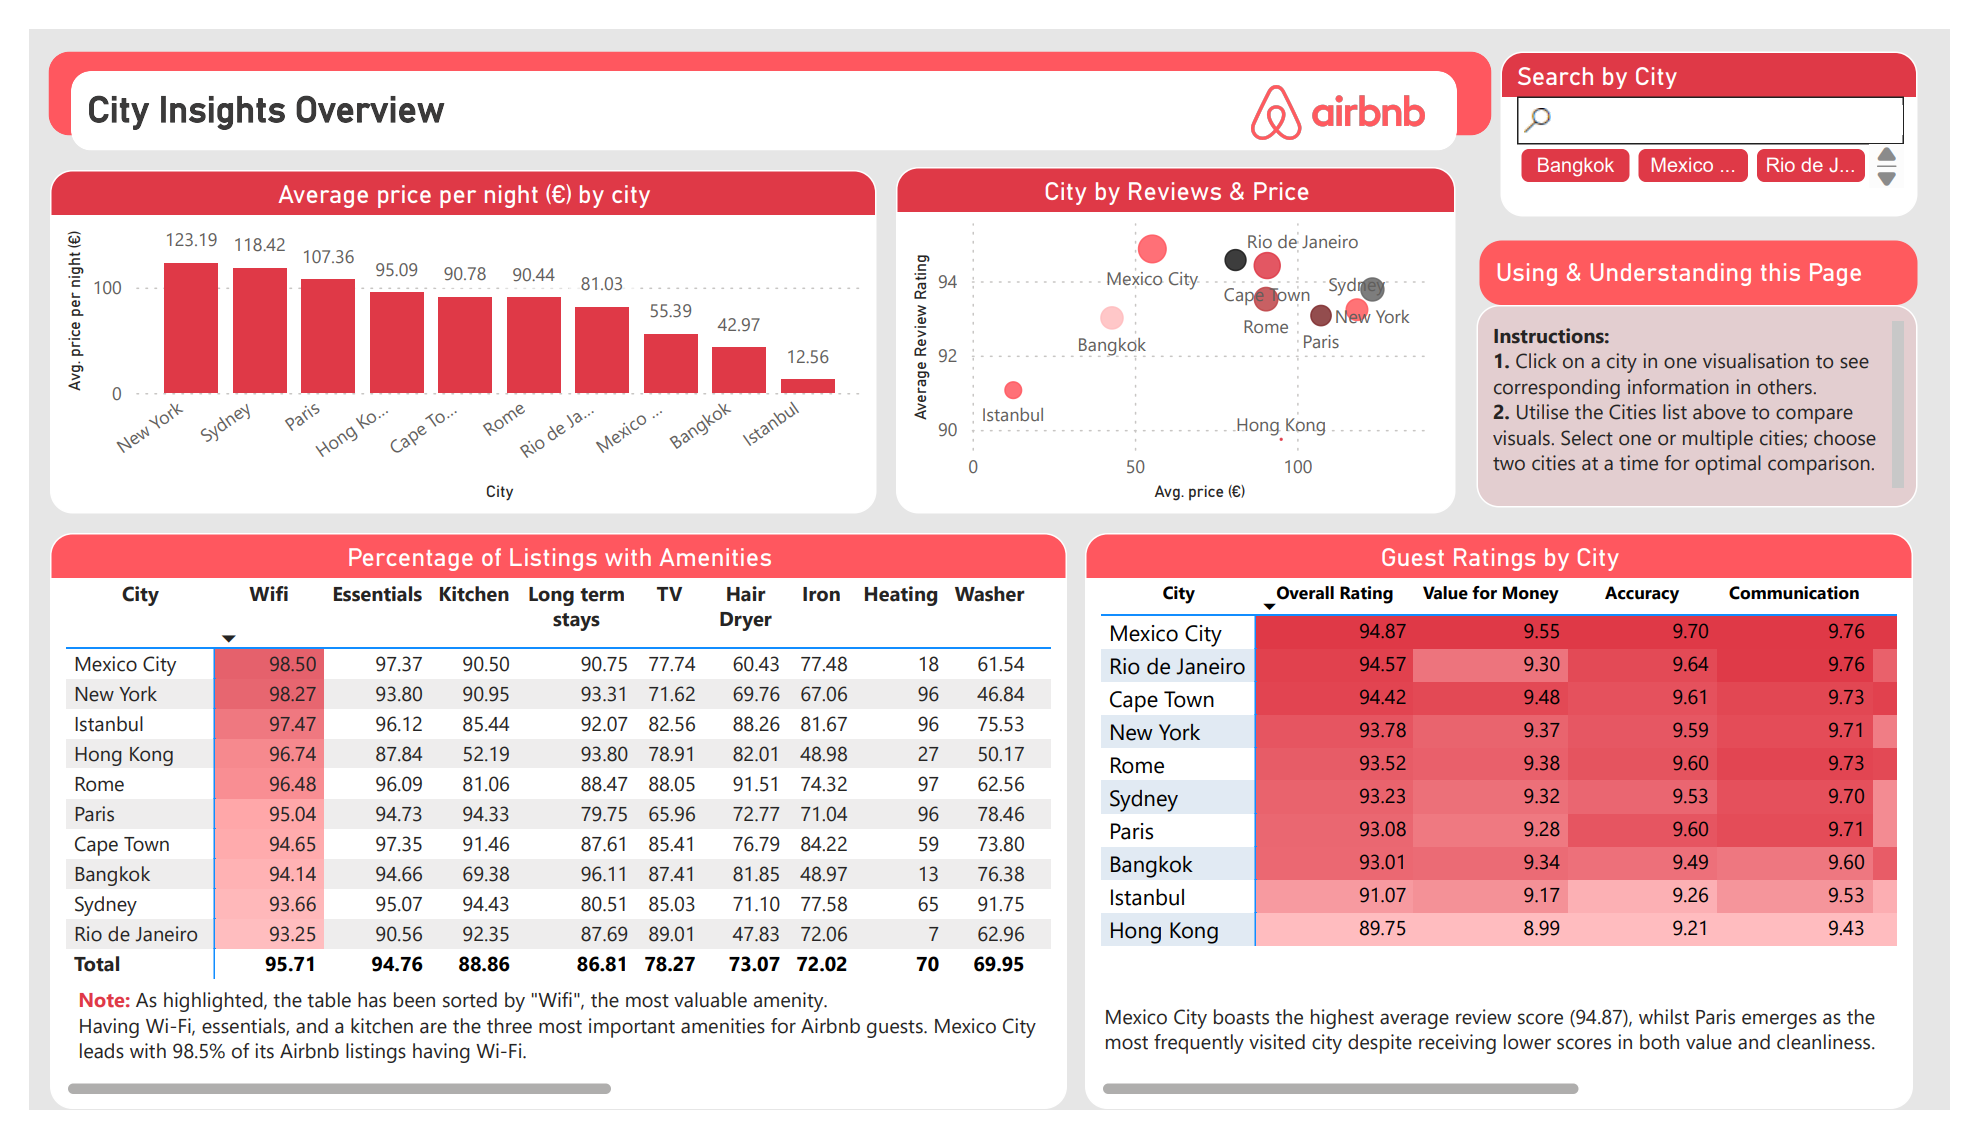 City Insights Overview
airbnb
Search by City
Bangkok
Mexico ...
Rio de J...
Average price per night (€) by city
Avg. price per night (€)
100
0
123.19
118.42
107.36
95.09
90.78
90.44
81.03
55.39
42.97
12.56
New York
Sydney
Paris
Hong Ko...
Cape To...
Rome
Rio de Ja...
Mexico ...
Bangkok
Istanbul
City
City by Reviews & Price
Average Review Rating
94
92
90
Rio de Janeiro
Mexico City
Sydney
Cape Town
New York
Rome
Paris
Bangkok
Istanbul
Hong Kong
0
50
100
Avg. price (€)
Using & Understanding this Page
Instructions:
1. Click on a city in one visualisation to see
corresponding information in others.
2. Utilise the Cities list above to compare
visuals. Select one or multiple cities; choose
two cities at a time for optimal comparison.
Percentage of Listings with Amenities
City Wifi Essentials Kitchen Long term stays TV Hair Dryer Iron Heating Washer
Mexico City 98.50 97.37 90.50 90.75 77.74 60.43 77.48 18 61.54
New York 98.27 93.80 90.95 93.31 71.62 69.76 67.06 96 46.84
Istanbul 97.47 96.12 85.44 92.07 82.56 88.26 81.67 96 75.53
Hong Kong 96.74 87.84 52.19 93.80 78.91 82.01 48.98 27 50.17
Rome 96.48 96.09 81.06 88.47 88.05 91.51 74.32 97 62.56
Paris 95.04 94.73 94.33 79.75 65.96 72.77 71.04 96 78.46
Cape Town 94.65 97.35 91.46 87.61 85.41 76.79 84.22 59 73.80
Bangkok 94.14 94.66 69.38 96.11 87.41 81.85 48.97 13 76.38
Sydney 93.66 95.07 94.43 80.51 85.03 71.10 77.58 65 91.75
Rio de Janeiro 93.25 90.56 92.35 87.69 89.01 47.83 72.06 7 62.96
Total 95.71 94.76 88.86 86.81 78.27 73.07 72.02 70 69.95
Note: As highlighted, the table has been sorted by "Wifi", the most valuable amenity.
Having Wi-Fi, essentials, and a kitchen are the three most important amenities for Airbnb guests. Mexico City
leads with 98.5% of its Airbnb listings having Wi-Fi.
Guest Ratings by City
City Overall Rating Value for Money Accuracy Communication
Mexico City 94.87 9.55 9.70 9.76
Rio de Janeiro 94.57 9.30 9.64 9.76
Cape Town 94.42 9.48 9.61 9.73
New York 93.78 9.37 9.59 9.71
Rome 93.52 9.38 9.60 9.73
Sydney 93.23 9.32 9.53 9.70
Paris 93.08 9.28 9.60 9.71
Bangkok 93.01 9.34 9.49 9.60
Istanbul 91.07 9.17 9.26 9.53
Hong Kong 89.75 8.99 9.21 9.43
Mexico City boasts the highest average review score (94.87), whilst Paris emerges as the
most frequently visited city despite receiving lower scores in both value and cleanliness.